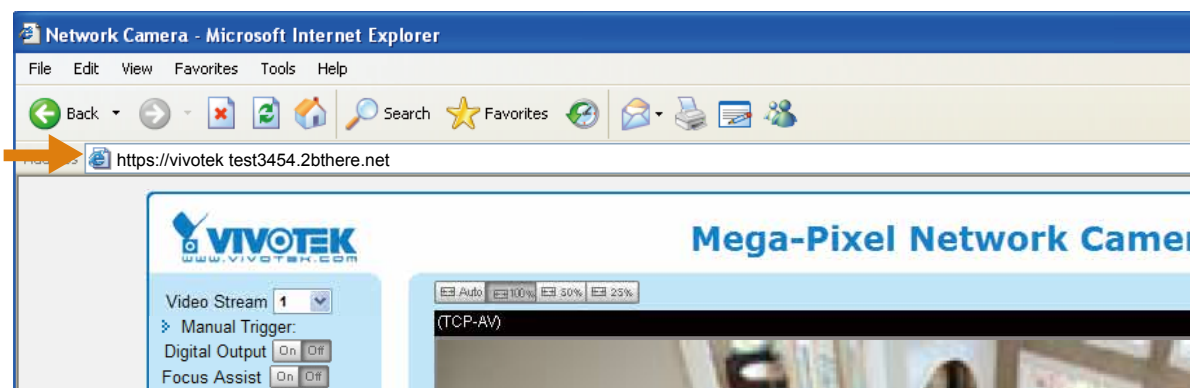 Network Camera - Microsoft Internet Explorer
File Edit View Favorites Tools Help
Back Search Favorites
https://vivotek test3454.2bthere.net
VIVOTEK
www.vivotek.com
Mega-Pixel Network Camer
Auto 100% 50% 25%
Video Stream 1
(TCP-AV)
Manual Trigger:
Digital Output On Off
Focus Assist On Off